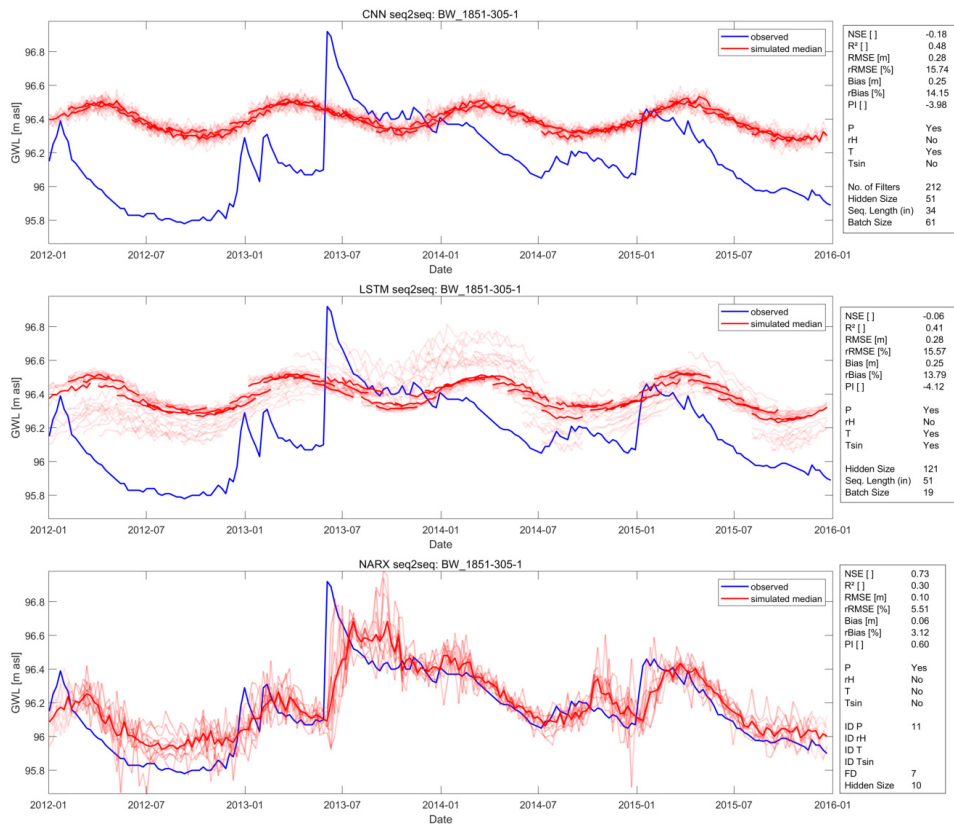 CNN seq2seq: BW_1851-305-1
observed
simulated median
GWL [m asl]
96.8
96.6
96.4
96.2
96
95.8
2012-01 2012-07 2013-01 2013-07 2014-01 2014-07 2015-01 2015-07 2016-01
Date
NSE [ ] -0.18
R² [ ] 0.48
RMSE [m] 0.28
rRMSE [%] 15.74
Bias [m] 0.25
rBias [%] 14.15
PI [ ] -3.98
P Yes
rH No
T Yes
Tsin No
No. of Filters 212
Hidden Size 51
Seq. Length (in) 34
Batch Size 61
LSTM seq2seq: BW_1851-305-1
observed
simulated median
GWL [m asl]
96.8
96.6
96.4
96.2
96
95.8
2012-01 2012-07 2013-01 2013-07 2014-01 2014-07 2015-01 2015-07 2016-01
Date
NSE [ ] -0.06
R² [ ] 0.41
RMSE [m] 0.28
rRMSE [%] 15.57
Bias [m] 0.25
rBias [%] 13.79
PI [ ] -4.12
P Yes
rH No
T Yes
Tsin Yes
Hidden Size 121
Seq. Length (in) 51
Batch Size 19
NARX seq2seq: BW_1851-305-1
observed
simulated median
GWL [m asl]
96.8
96.6
96.4
96.2
96
95.8
2012-01 2012-07 2013-01 2013-07 2014-01 2014-07 2015-01 2015-07 2016-01
Date
NSE [ ] 0.73
R² [ ] 0.30
RMSE [m] 0.10
rRMSE [%] 5.51
Bias [m] 0.06
rBias [%] 3.12
PI [ ] 0.60
P Yes
rH No
T No
Tsin No
ID P 11
ID rH
ID T
ID Tsin
FD 7
Hidden Size 10